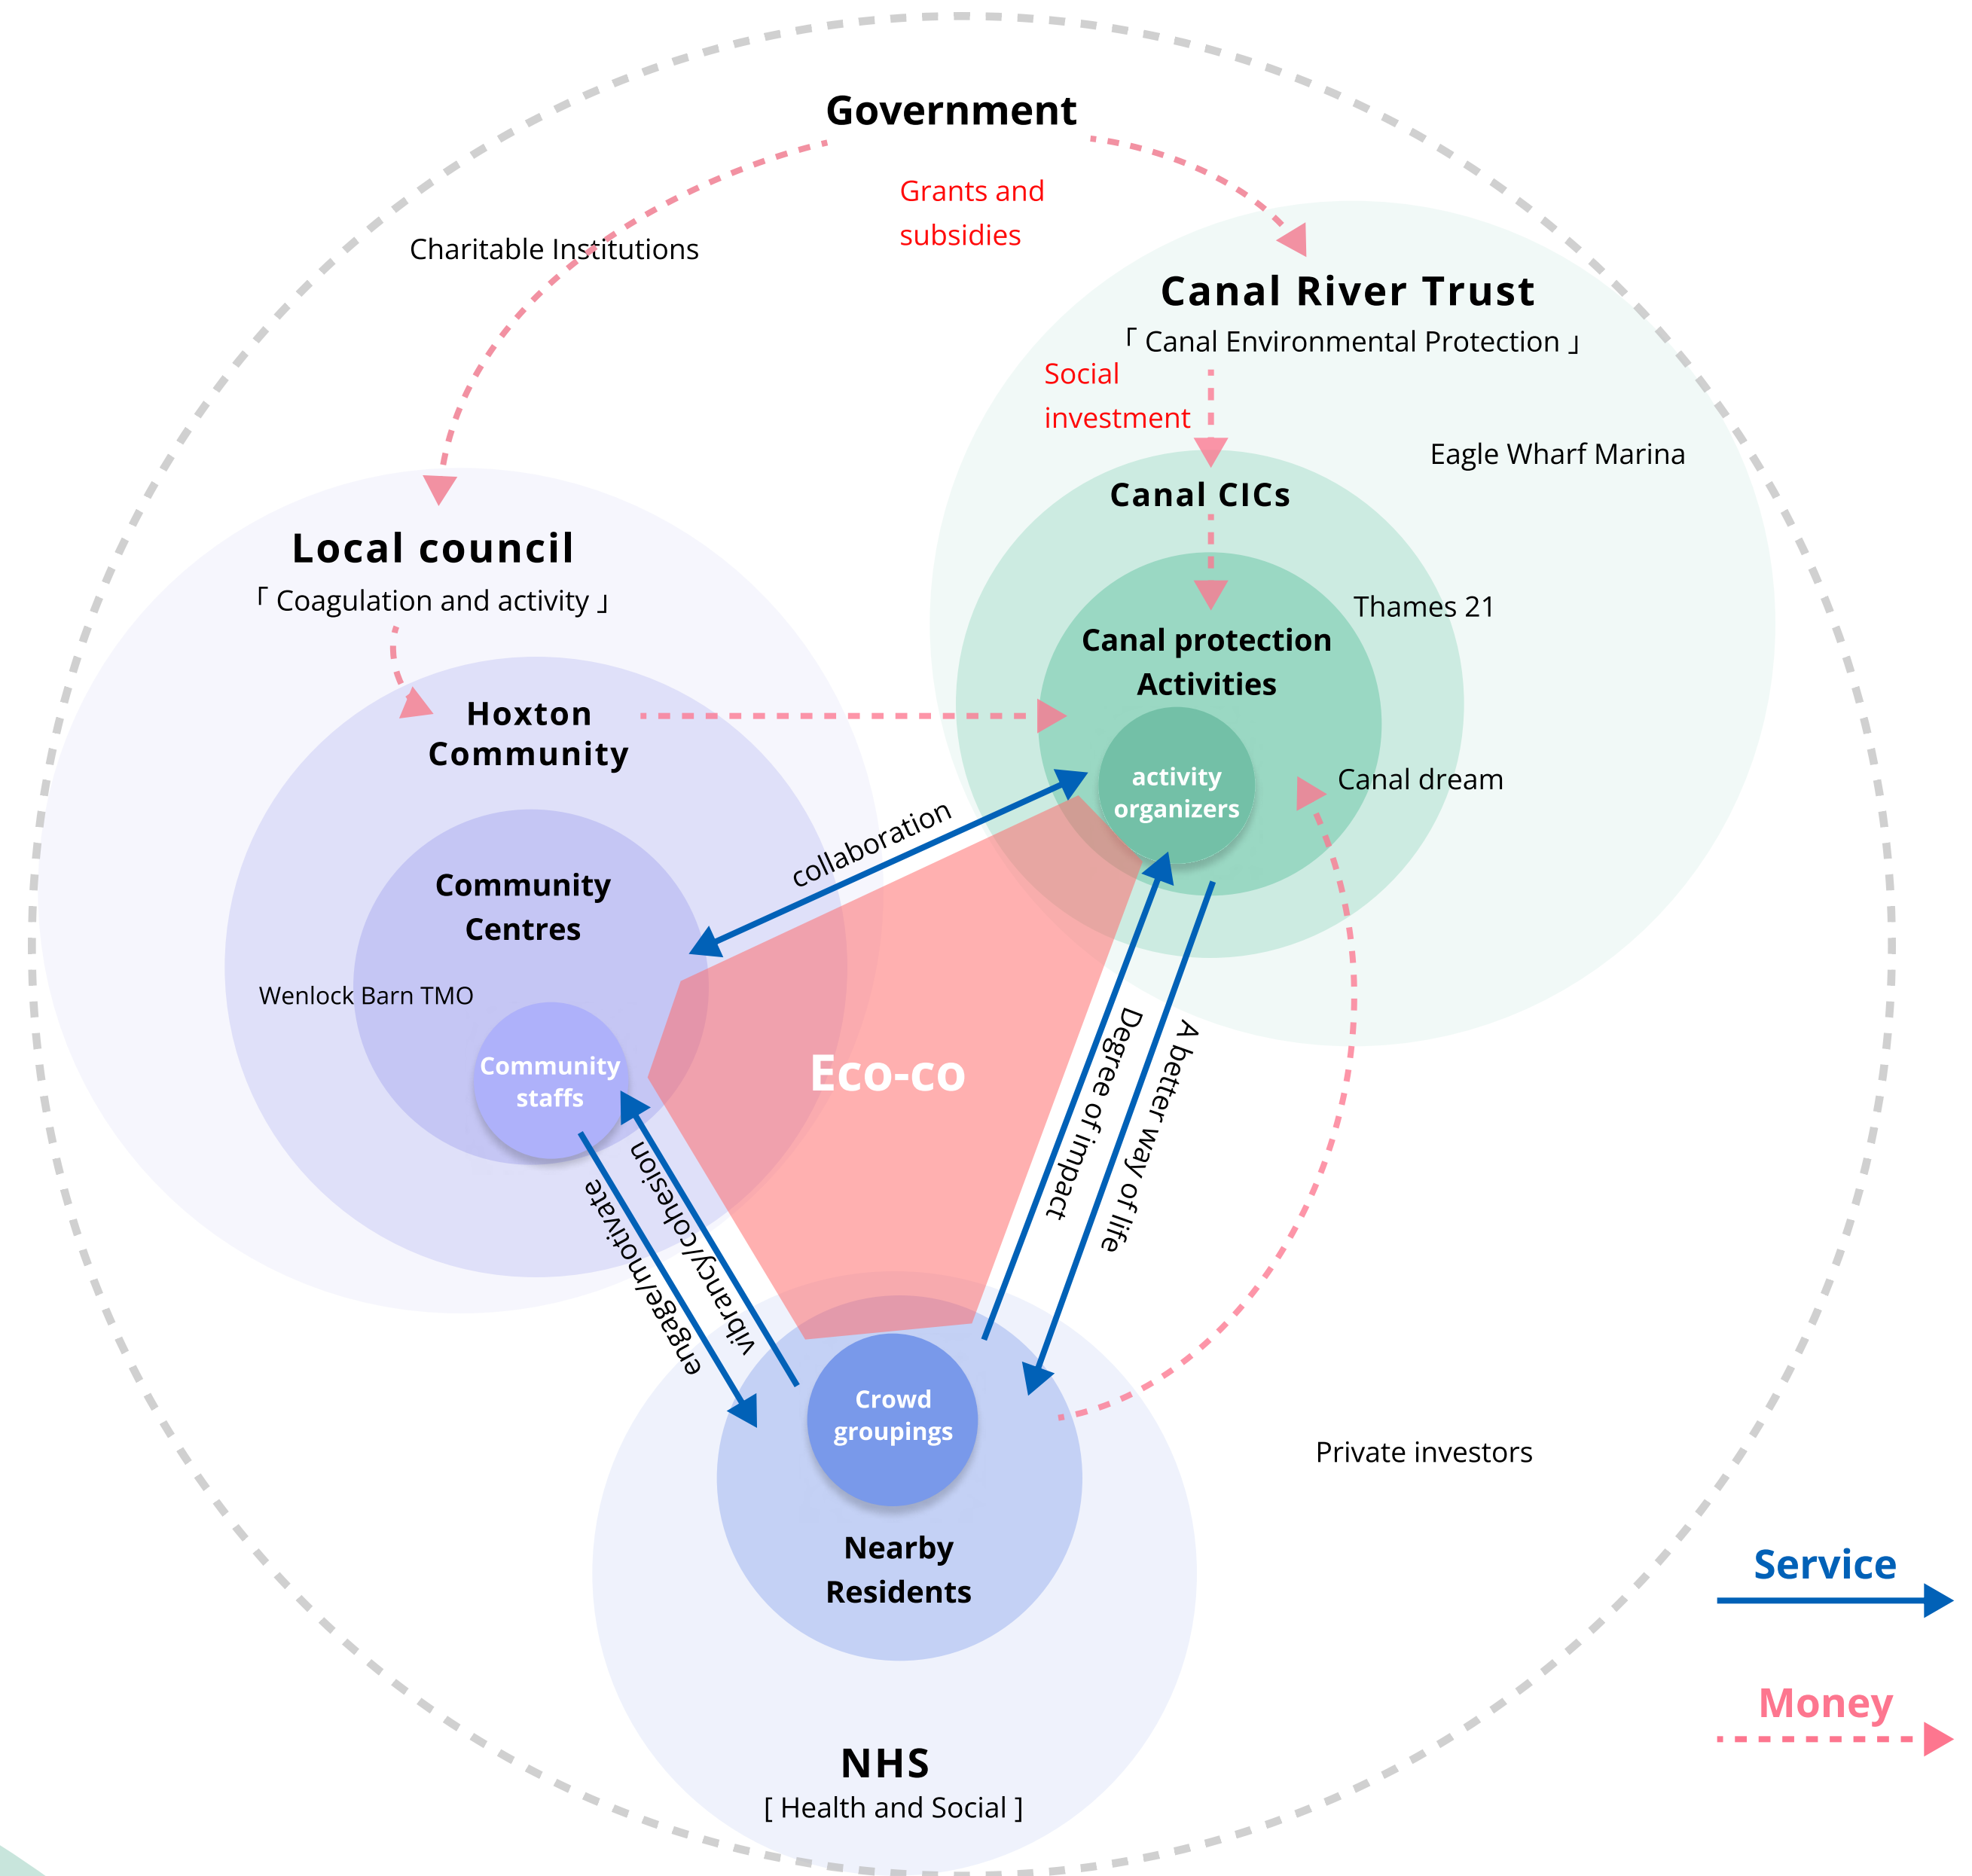 Government
Grants and
subsidies
Charitable Institutions
Canal River Trust
「 Canal Environmental Protection 」
Social
investment
Eagle Wharf Marina
Canal CICs
Local council
「 Coagulation and activity 」
Thames 21
Canal protection
Activities
Hoxton
Community
activity
organizers
Canal dream
collaboration
Community
Centres
Wenlock Barn TMO
Community
staffs
Eco-co
Degree of impact
A better way of life
vibrancy/cohesion
engage/motivate
Crowd
groupings
Private investors
Nearby
Residents
Service
Money
NHS
[ Health and Social ]